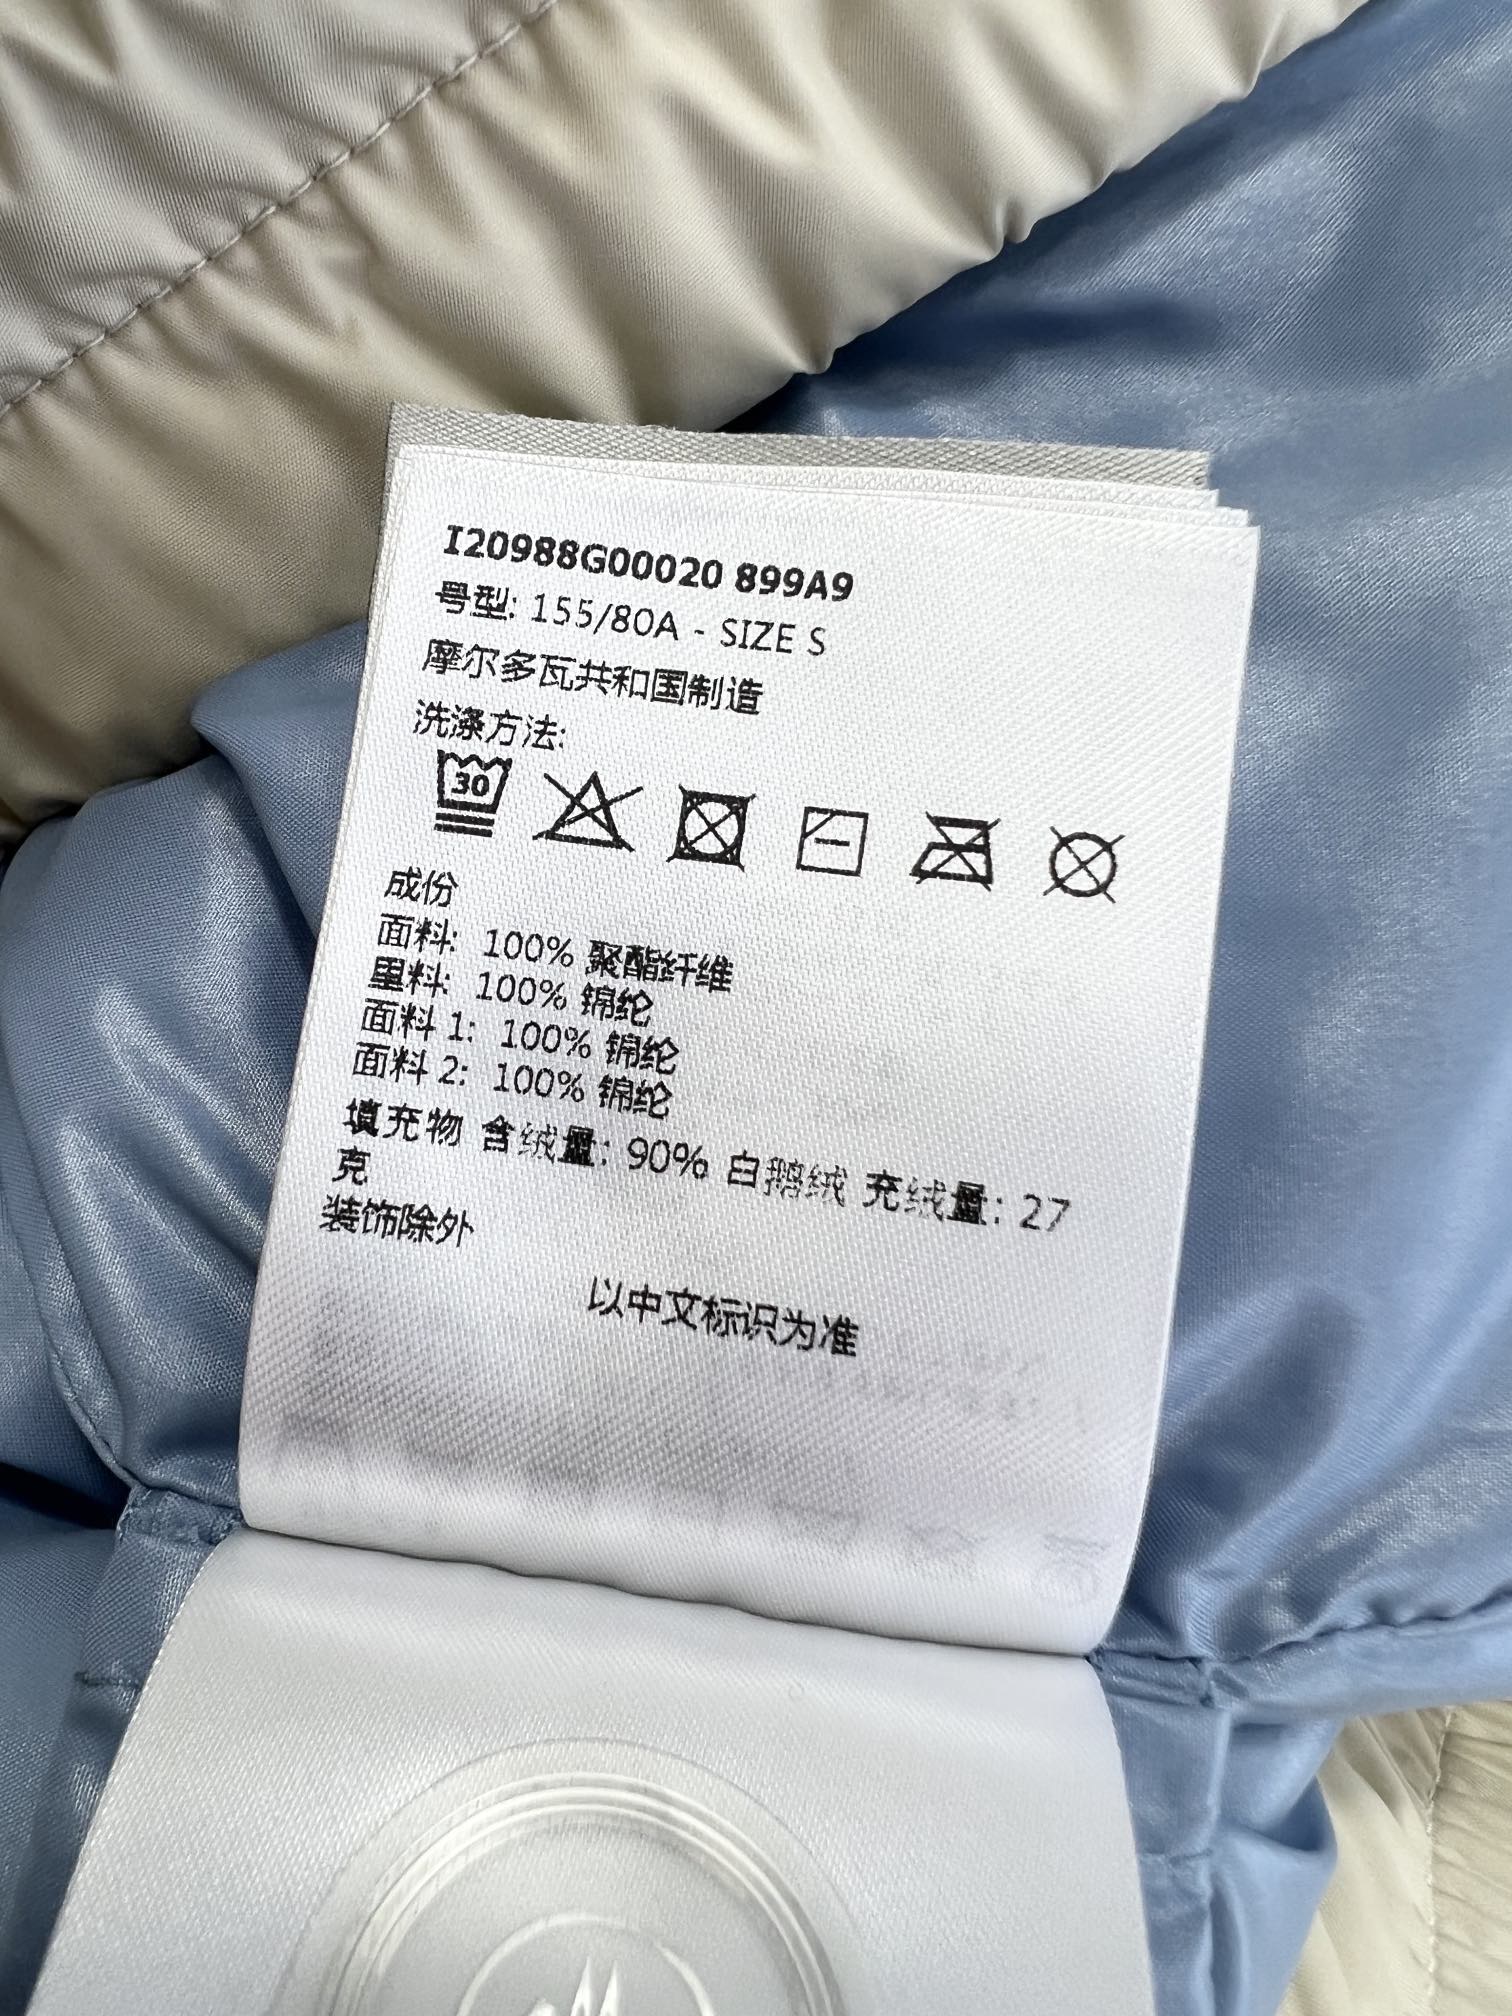 I20988G00020 899A9
号型: 155/80A - SIZE S
摩尔多瓦共和国制造
洗涤方法:
30
成份
面料: 100% 聚酯纤维
里料: 100% 锦纶
面料 1: 100% 锦纶
面料 2: 100% 锦纶
填充物 含绒量: 90% 白鹅绒 充绒量: 27
克
装饰除外
以中文标识为准